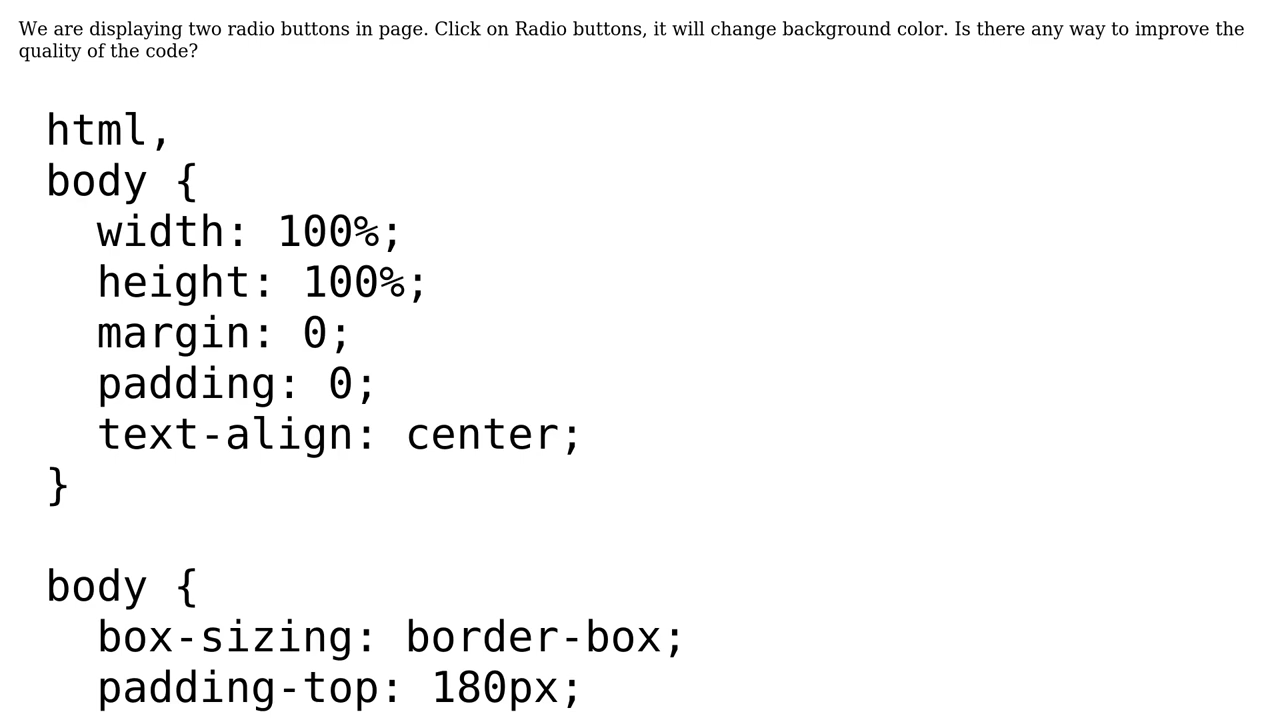 We are displaying two radio buttons in page. Click on Radio buttons, it will change background color. Is there any way to improve the
quality of the code?
html,
body {
  width: 100%;
  height: 100%;
  margin: 0;
  padding: 0;
  text-align: center;
}
body {
  box-sizing: border-box;
  padding-top: 180px;